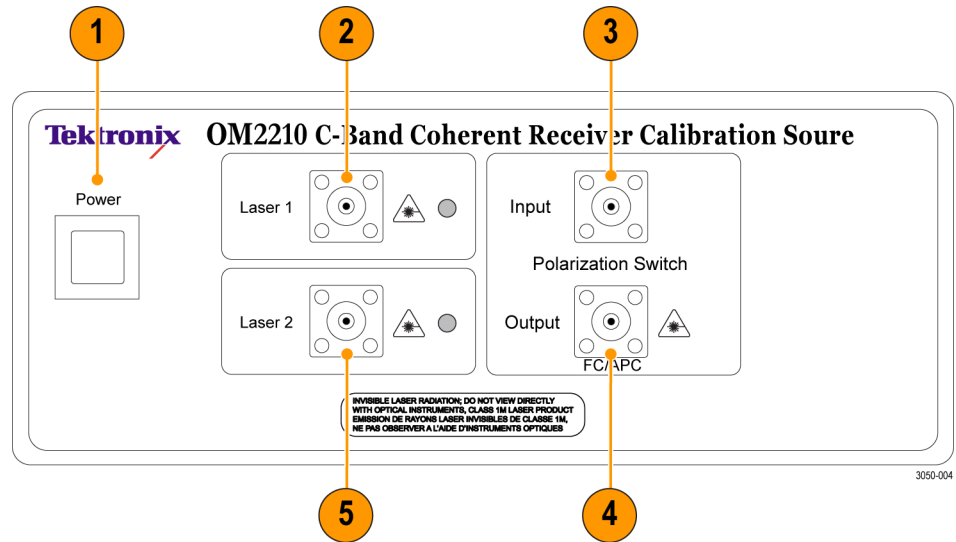 1
2
3
Tektronix OM2210 C-Band Coherent Receiver Calibration Soure
Power
Laser 1
Input
Polarization Switch
Laser 2
Output
FC/APC
INVISIBLE LASER RADIATION; DO NOT VIEW DIRECTLY
WITH OPTICAL INSTRUMENTS, CLASS 1M LASER PRODUCT
EMISSION DE RAYONS LASER INVISIBLES DE CLASSE 1M,
NE PAS OBSERVER A L'AIDE D'INSTRUMENTS OPTIQUES
3050-004
5
4